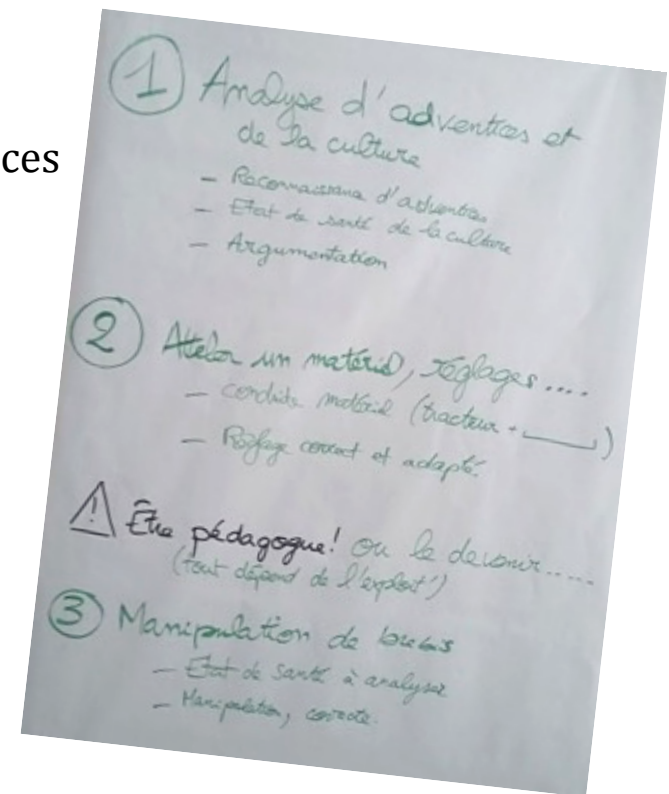 ces
① Analyse d'adventices et
de la culture
- Reconnaissance d'adventices
- Etat de santé de la culture
- Argumentation
② Atteler un matériel, réglages....
- Conduite matériel (tracteur + ____)
- Réglage correct et adapté.
⚠ Être pédagogue! ou le devenir.....
(tout dépend de l'exploit°)
③ Manipulation de brebis
- Etat de santé à analyser
- Manipulation, correcte.